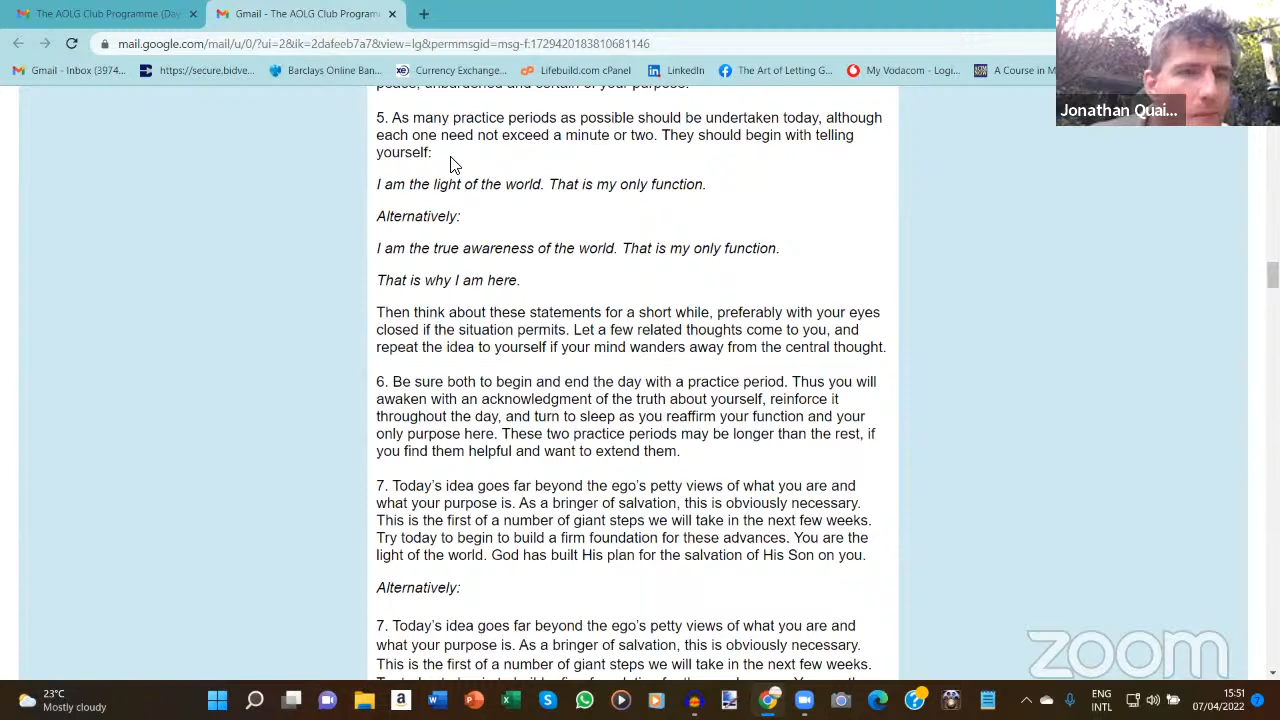 The AOLG Club Programme (Day
Gmail - The AOLG Club Program
mail.google.com/mail/u/0/?ui=2&ik=2dafeeb7a78&view=lg&permmsgid=msg-f:1729420183810681146
Gmail - Inbox (3974...
https://secure.bidve...
Barclays Online Ban...
Currency Exchange...
Lifebuild.com cPanel
LinkedIn
The Art of Letting G...
My Vodacom - Logi...
A Course in M
Jonathan Quai...
peace, unburdened and certain of your purpose.
5. As many practice periods as possible should be undertaken today, although
each one need not exceed a minute or two. They should begin with telling
yourself:
I am the light of the world. That is my only function.
Alternatively:
I am the true awareness of the world. That is my only function.
That is why I am here.
Then think about these statements for a short while, preferably with your eyes
closed if the situation permits. Let a few related thoughts come to you, and
repeat the idea to yourself if your mind wanders away from the central thought.
6. Be sure both to begin and end the day with a practice period. Thus you will
awaken with an acknowledgment of the truth about yourself, reinforce it
throughout the day, and turn to sleep as you reaffirm your function and your
only purpose here. These two practice periods may be longer than the rest, if
you find them helpful and want to extend them.
7. Today's idea goes far beyond the ego's petty views of what you are and
what your purpose is. As a bringer of salvation, this is obviously necessary.
This is the first of a number of giant steps we will take in the next few weeks.
Try today to begin to build a firm foundation for these advances. You are the
light of the world. God has built His plan for the salvation of His Son on you.
Alternatively:
7. Today's idea goes far beyond the ego's petty views of what you are and
what your purpose is. As a bringer of salvation, this is obviously necessary.
This is the first of a number of giant steps we will take in the next few weeks.
zoom
23°C
Mostly cloudy
ENG
INTL
15:51
07/04/2022